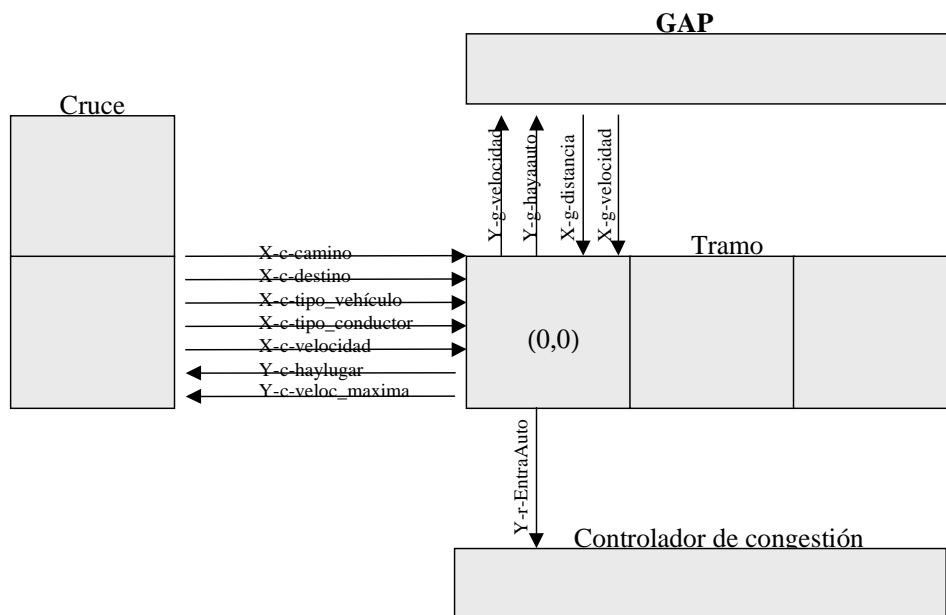 GAP
Cruce
Y-g-velocidad
Y-g-hayaauto
X-g-distancia
X-g-velocidad
Tramo
X-c-camino
X-c-destino
X-c-tipo_vehículo
X-c-tipo_conductor
X-c-velocidad
Y-c-haylugar
Y-c-veloc_maxima
(0,0)
Y-r-EntraAuto
Controlador de congestión